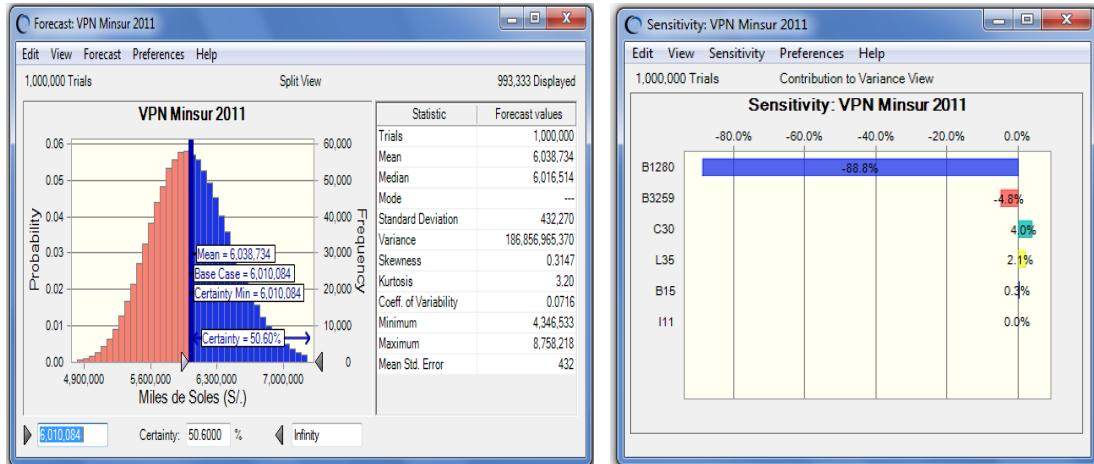 Forecast: VPN Minsur 2011
Edit View Forecast Preferences Help
1,000,000 Trials Split View 993,333 Displayed
VPN Minsur 2011
0.06
0.05
0.04
0.03
0.02
0.01
0.00
Probability
60,000
50,000
40,000
30,000
20,000
10,000
0
Frequency
Mean = 6,038,734
Base Case = 6,010,084
Certainty Min = 6,010,084
Certainty = 50.60%
4,900,000 5,600,000 6,300,000 7,000,000
Miles de Soles (S/.)
Statistic Forecast values
Trials 1,000,000
Mean 6,038,734
Median 6,016,514
Mode ---
Standard Deviation 432,270
Variance 186,856,965,370
Skewness 0.3147
Kurtosis 3.20
Coeff. of Variability 0.0716
Minimum 4,346,533
Maximum 8,758,218
Mean Std. Error 432
6,010,084 Certainty: 50.6000 % Infinity
Sensitivity: VPN Minsur 2011
Edit View Sensitivity Preferences Help
1,000,000 Trials Contribution to Variance View
Sensitivity: VPN Minsur 2011
-80.0% -60.0% -40.0% -20.0% 0.0%
B1280 -88.8%
B3259 -4.8%
C30 4.0%
L35 2.1%
B15 0.3%
I11 0.0%